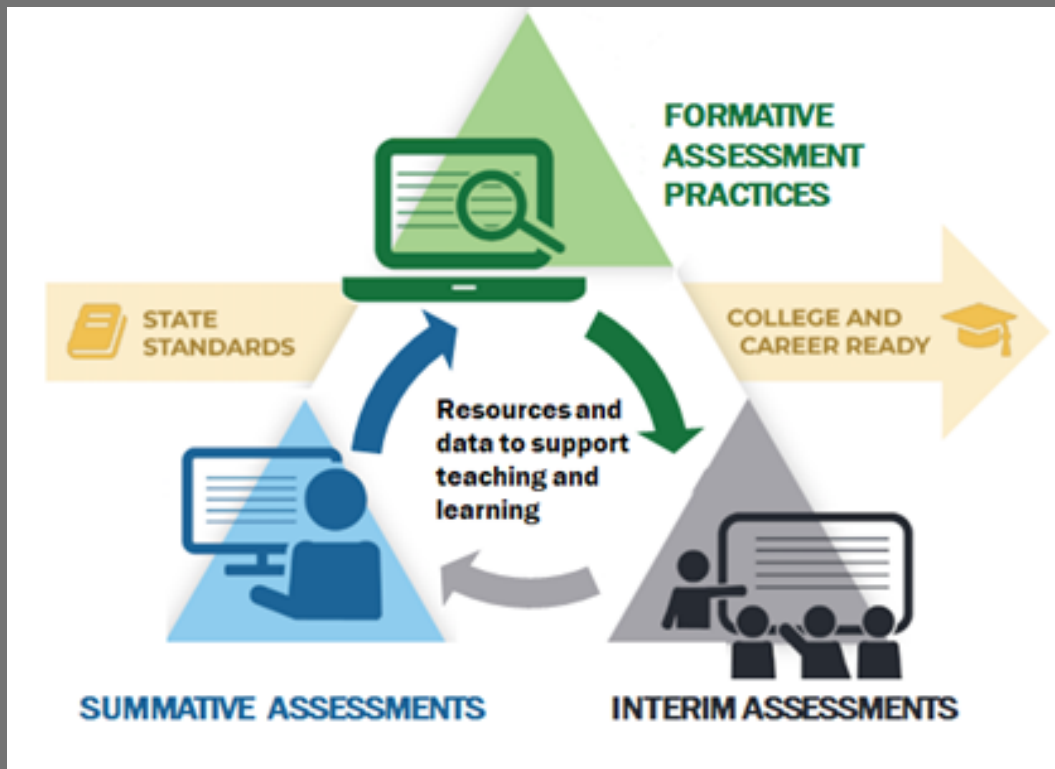 FORMATIVE
ASSESSMENT
PRACTICES
STATE
STANDARDS
COLLEGE AND
CAREER READY
Resources and
data to support
teaching and
learning
SUMMATIVE ASSESSMENTS
INTERIM ASSESSMENTS